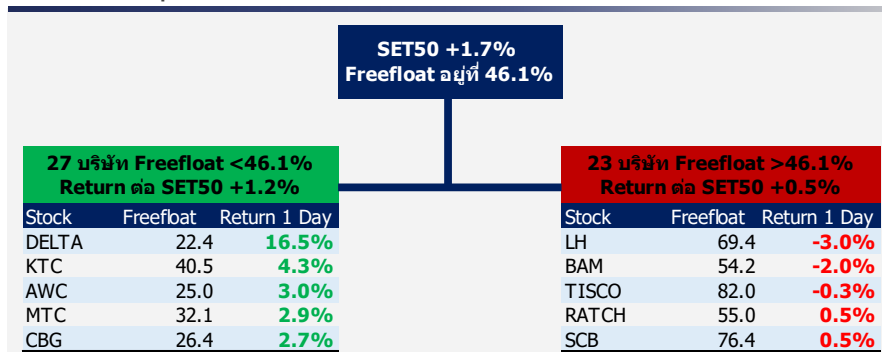 SET50 +1.7%
Freefloat อยู่ที่ 46.1%
27 บริษัท Freefloat <46.1%
Return ต่อ SET50 +1.2%
Stock Freefloat Return 1 Day
DELTA 22.4 16.5%
KTC 40.5 4.3%
AWC 25.0 3.0%
MTC 32.1 2.9%
CBG 26.4 2.7%
23 บริษัท Freefloat >46.1%
Return ต่อ SET50 +0.5%
Stock Freefloat Return 1 Day
LH 69.4 -3.0%
BAM 54.2 -2.0%
TISCO 82.0 -0.3%
RATCH 55.0 0.5%
SCB 76.4 0.5%